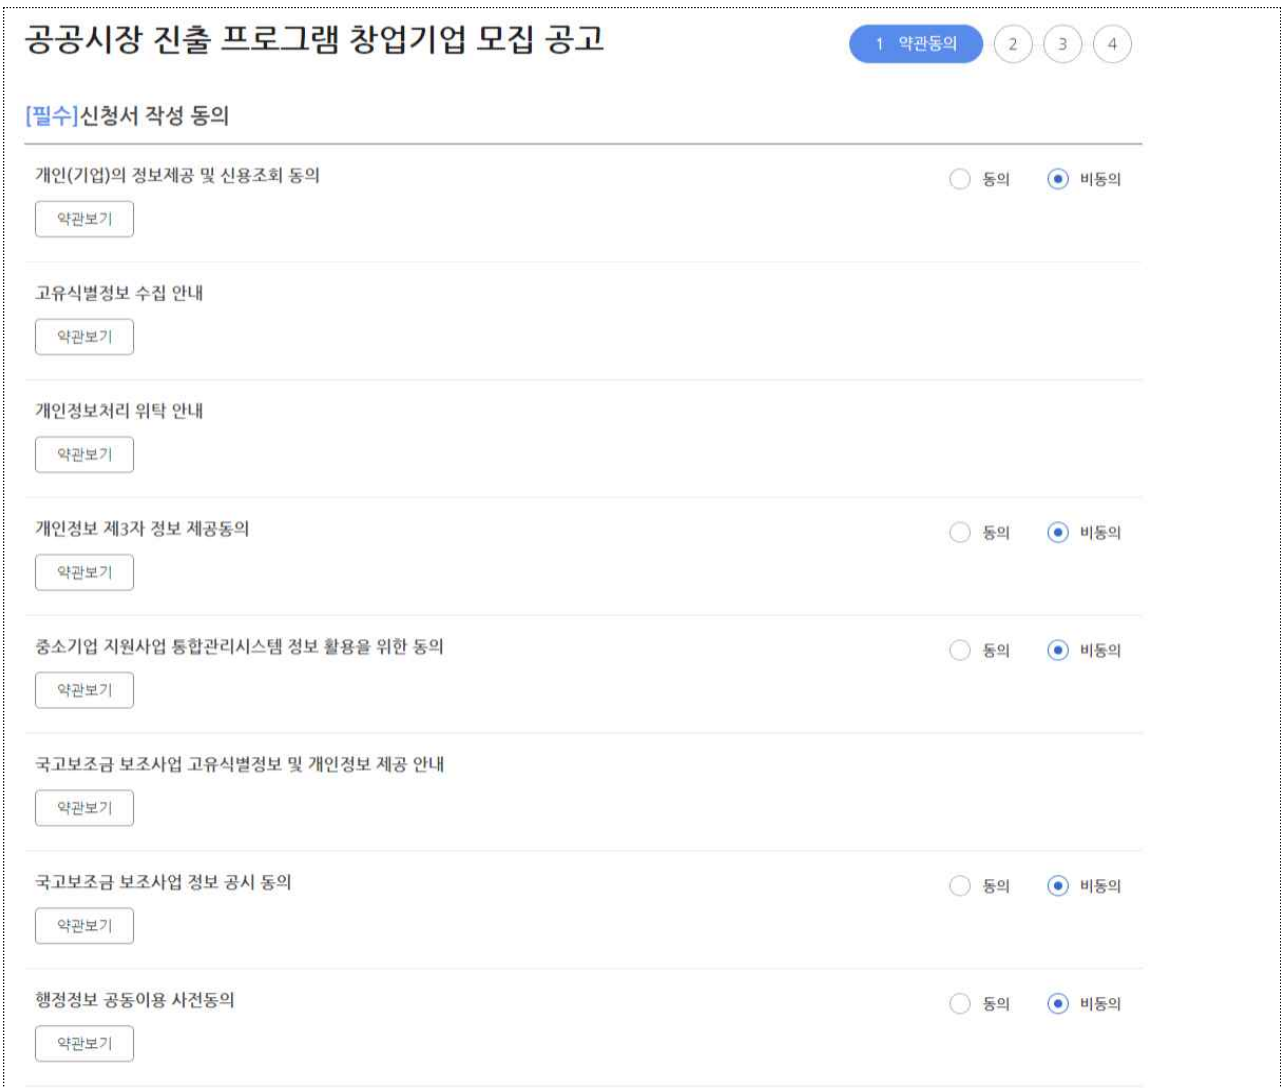 공공시장 진출 프로그램 창업기업 모집 공고
1 약관동의 2 3 4
[필수]신청서 작성 동의
개인(기업)의 정보제공 및 신용조회 동의
동의 비동의
약관보기
고유식별정보 수집 안내
약관보기
개인정보처리 위탁 안내
약관보기
개인정보 제3자 정보 제공동의
동의 비동의
약관보기
중소기업 지원사업 통합관리시스템 정보 활용을 위한 동의
동의 비동의
약관보기
국고보조금 보조사업 고유식별정보 및 개인정보 제공 안내
약관보기
국고보조금 보조사업 정보 공시 동의
동의 비동의
약관보기
행정정보 공동이용 사전동의
동의 비동의
약관보기